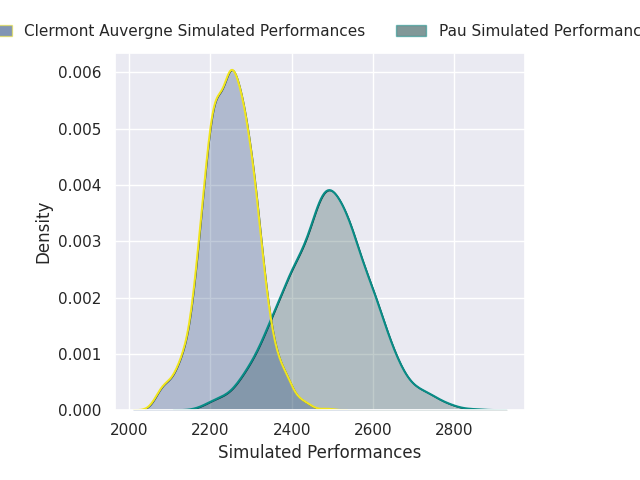 Clermont Auvergne Simulated Performances Pau Simulated Performanc
0.006
0.005
0.004
0.003
0.002
0.001
0.000
Density
2000 2200 2400 2600 2800
Simulated Performances